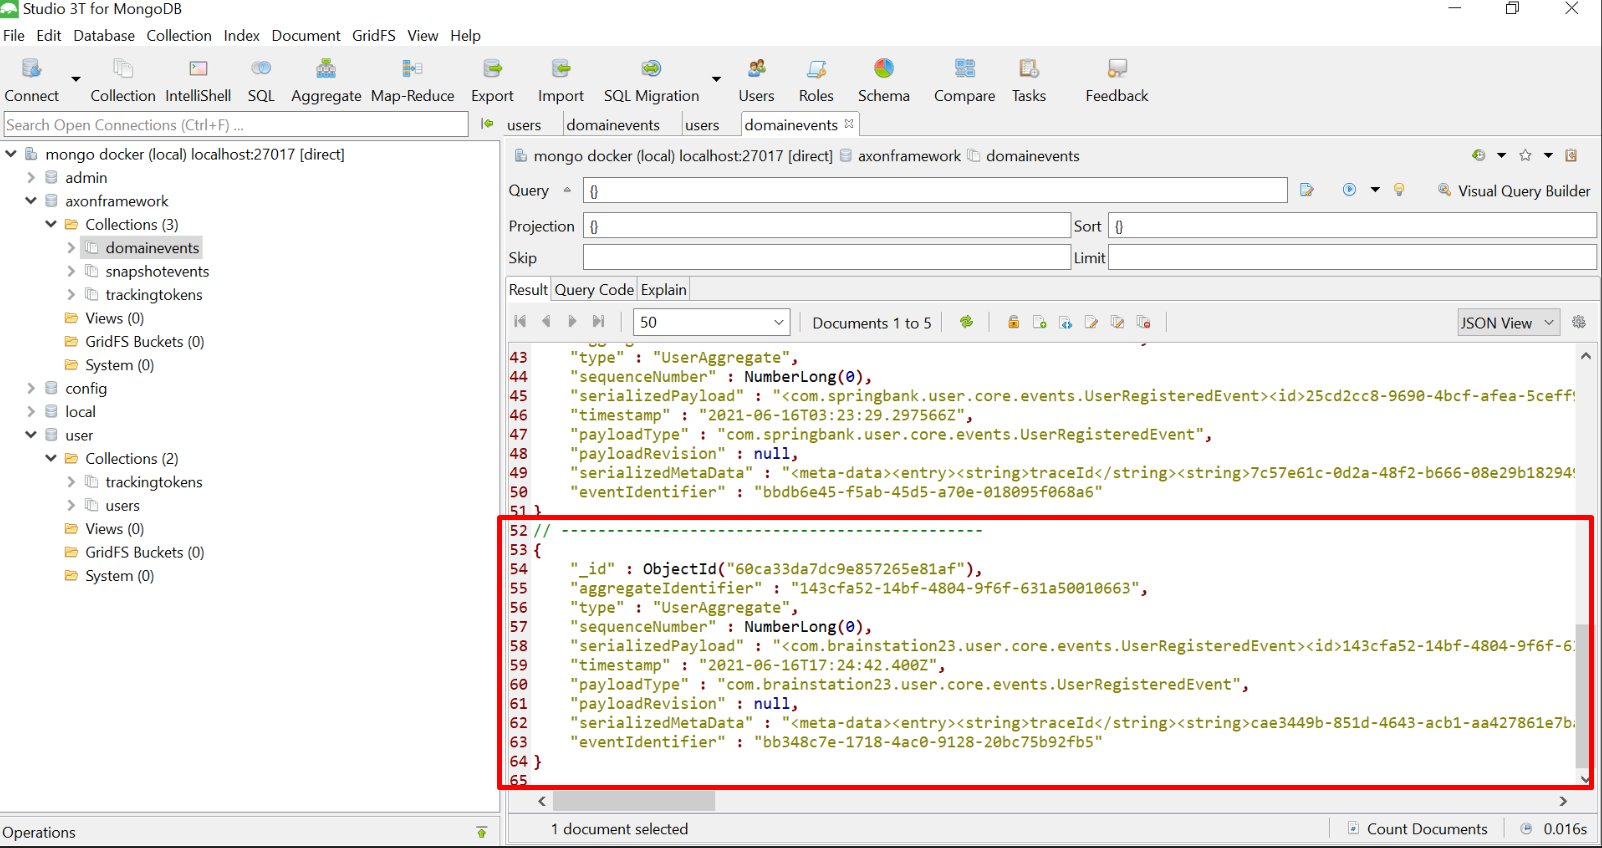 Studio 3T for MongoDB
File Edit Database Collection Index Document GridFS View Help
Connect Collection IntelliShell SQL Aggregate Map-Reduce Export Import SQL Migration Users Roles Schema Compare Tasks Feedback
Search Open Connections (Ctrl+F) ...
users domainevents users domainevents
mongo docker (local) localhost:27017 [direct]
admin
axonframework
Collections (3)
domainevents
snapshotevents
trackingtokens
Views (0)
GridFS Buckets (0)
System (0)
config
local
user
Collections (2)
trackingtokens
users
Views (0)
GridFS Buckets (0)
System (0)
Operations
mongo docker (local) localhost:27017 [direct] axonframework domainevents
Query {} Visual Query Builder
Projection {} Sort {}
Skip Limit
Result Query Code Explain
50 Documents 1 to 5 JSON View
43 "type" : "UserAggregate",
44 "sequenceNumber" : NumberLong(0),
45 "serializedPayload" : "<com.springbank.user.core.events.UserRegisteredEvent><id>25cd2cc8-9690-4bcf-afea-5ceff9
46 "timestamp" : "2021-06-16T03:23:29.297566Z",
47 "payloadType" : "com.springbank.user.core.events.UserRegisteredEvent",
48 "payloadRevision" : null,
49 "serializedMetaData" : "<meta-data><entry><string>traceId</string><string>7c57e61c-0d2a-48f2-b666-08e29b182949
50 "eventIdentifier" : "bbdb6e45-f5ab-45d5-a70e-018095f068a6"
51 }
52 // ----------------------------------------------
53 {
54 "_id" : ObjectId("60ca33da7dc9e857265e81af"),
55 "aggregateIdentifier" : "143cfa52-14bf-4804-9f6f-631a50010663",
56 "type" : "UserAggregate",
57 "sequenceNumber" : NumberLong(0),
58 "serializedPayload" : "<com.brainstation23.user.core.events.UserRegisteredEvent><id>143cfa52-14bf-4804-9f6f-63
59 "timestamp" : "2021-06-16T17:24:42.400Z",
60 "payloadType" : "com.brainstation23.user.core.events.UserRegisteredEvent",
61 "payloadRevision" : null,
62 "serializedMetaData" : "<meta-data><entry><string>traceId</string><string>cae3449b-851d-4643-acb1-aa427861e7ba
63 "eventIdentifier" : "bb348c7e-1718-4ac0-9128-20bc75b92fb5"
64 }
65
1 document selected Count Documents 0.016s